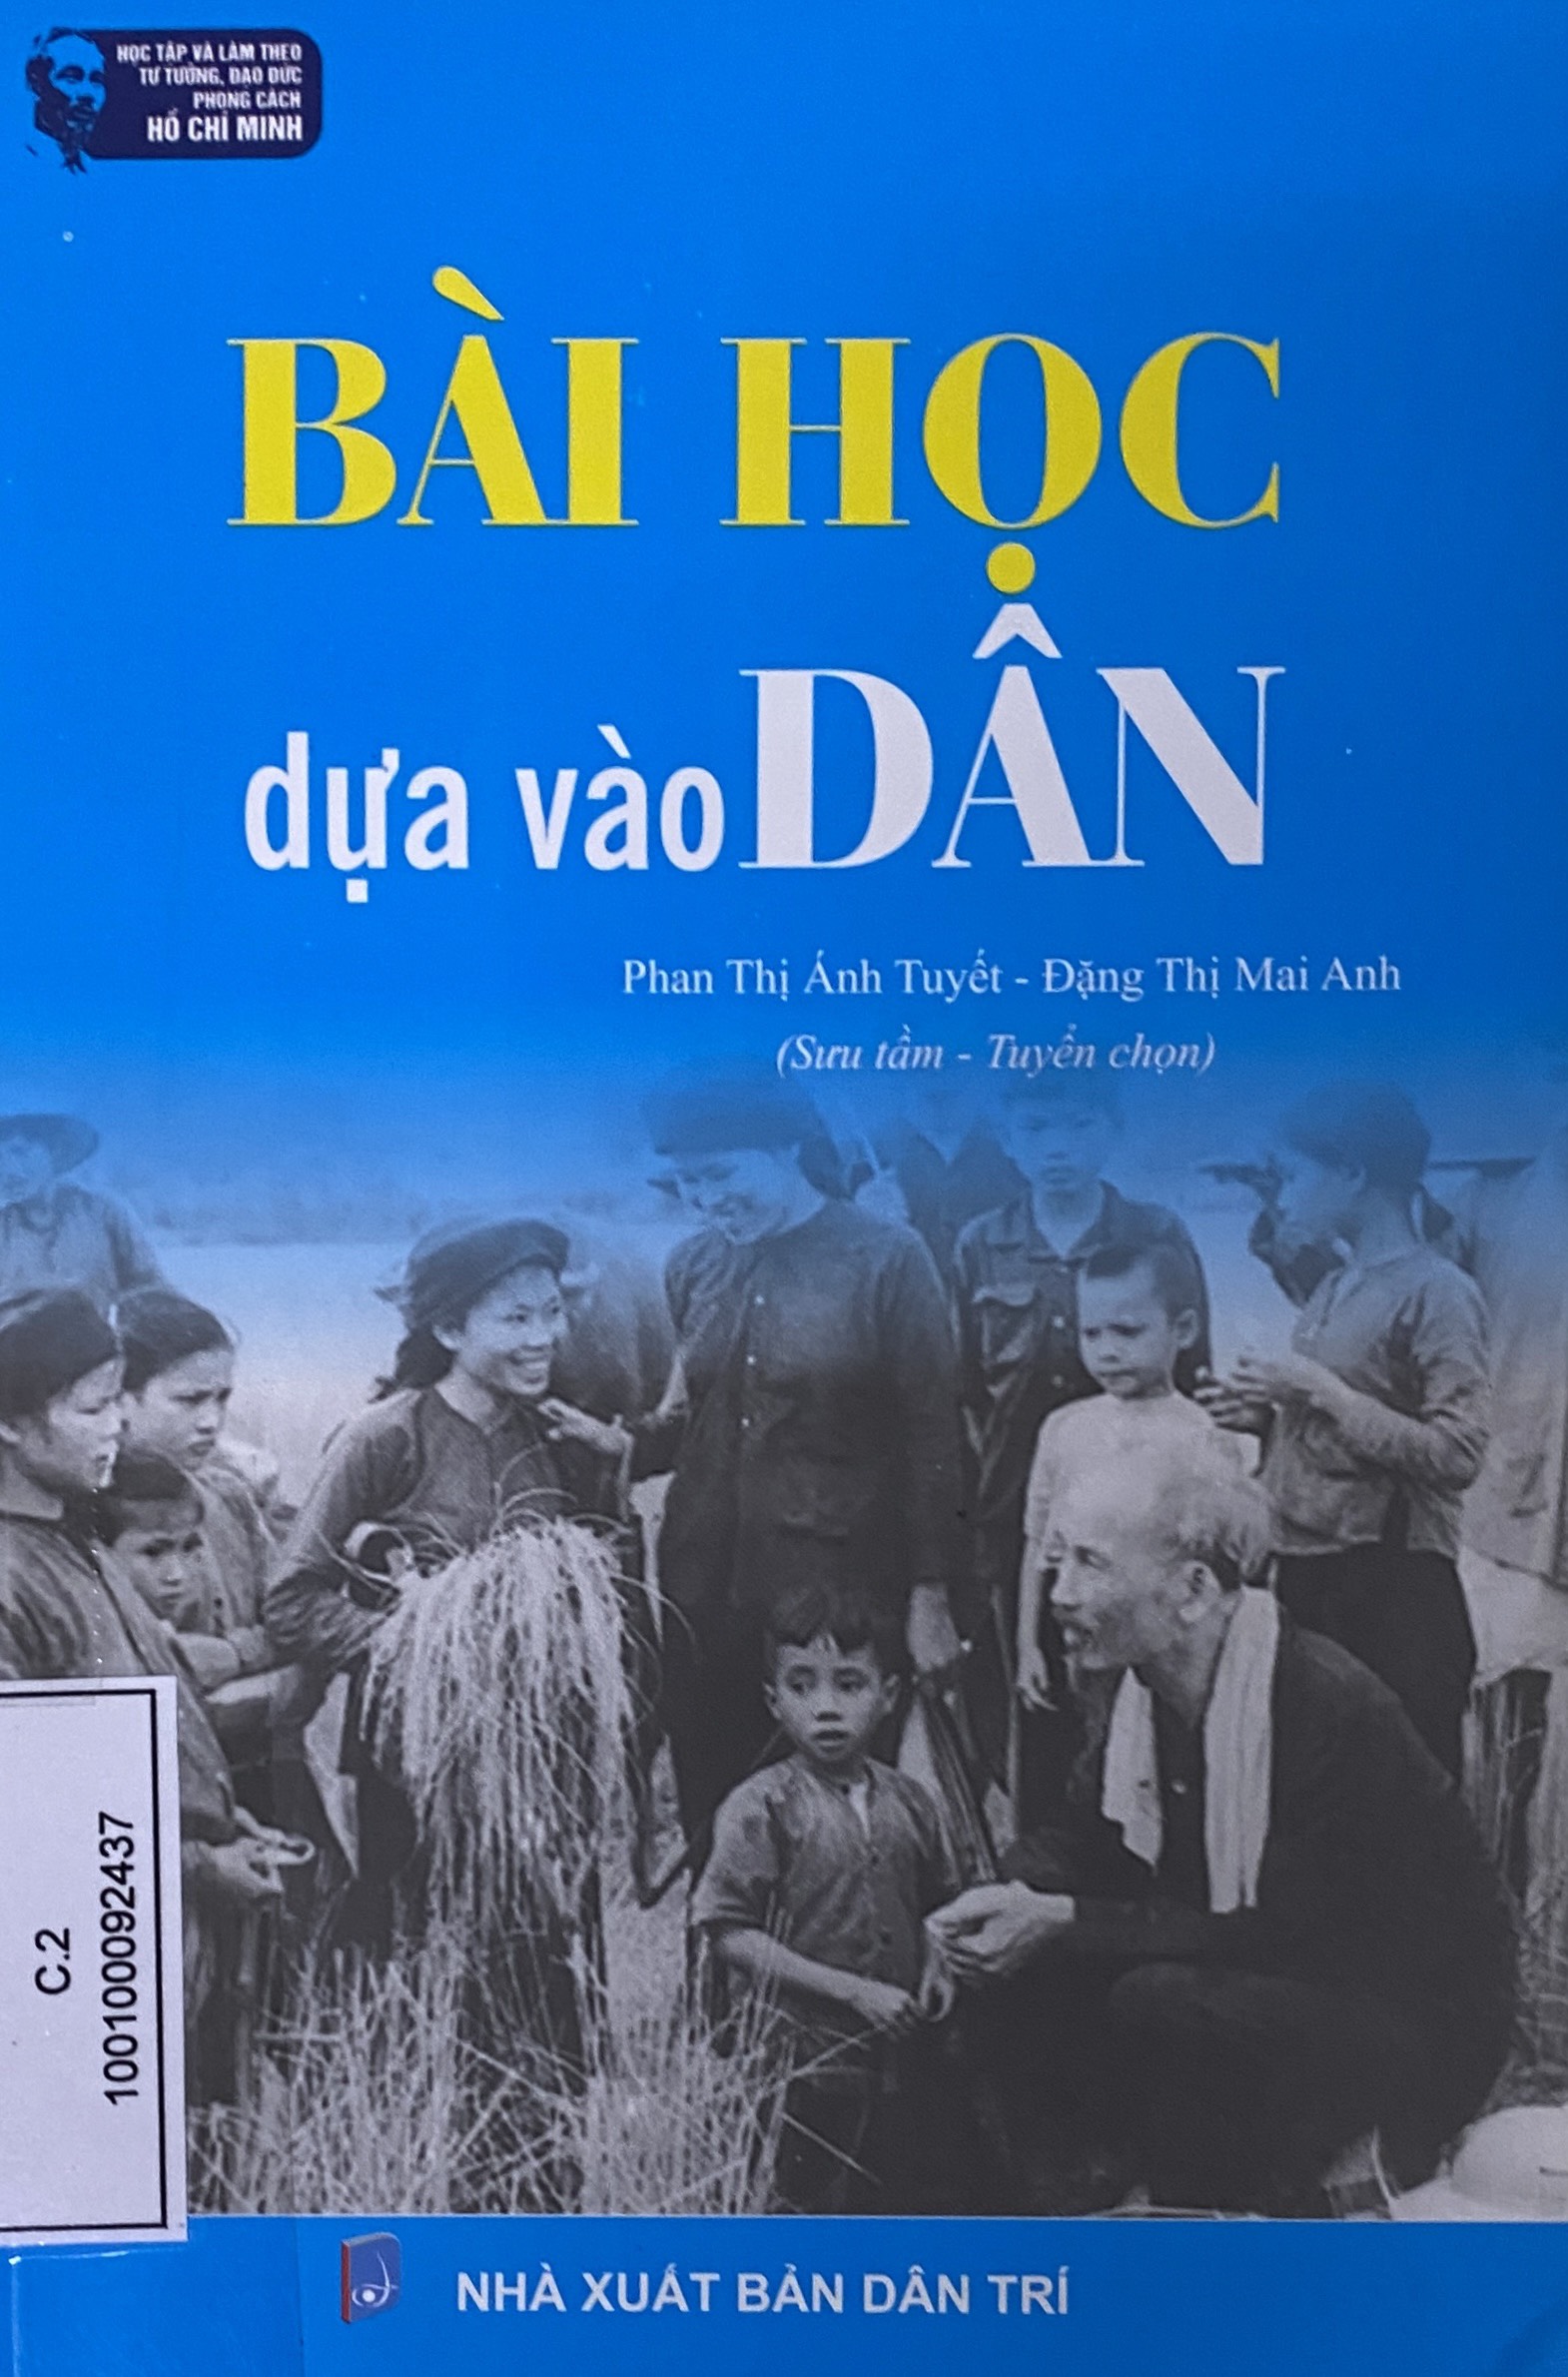 HỌC TẬP VÀ LÀM THEO
TƯ TƯỞNG, ĐẠO ĐỨC
PHONG CÁCH
HỒ CHÍ MINH
BÀI HỌC
dựa vào DÂN
Phan Thị Ánh Tuyết - Đặng Thị Mai Anh
(Sưu tầm - Tuyển chọn)
C.2
100100092437
NHÀ XUẤT BẢN DÂN TRÍ